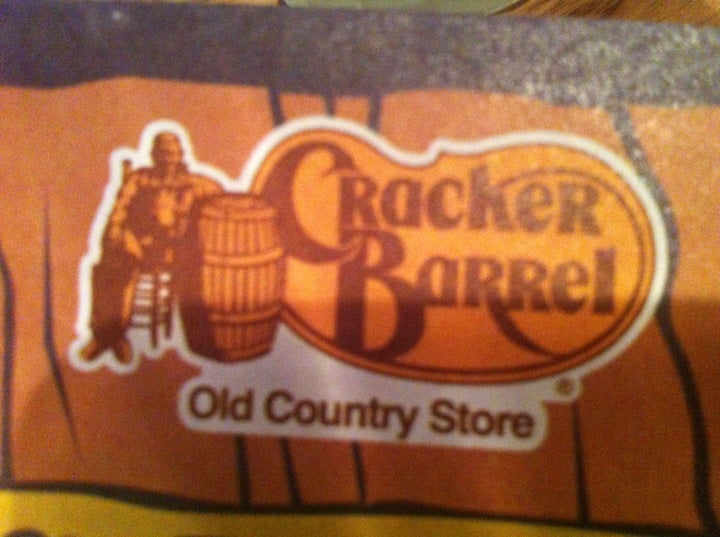 Cracker
Barrel
Old Country Store
®